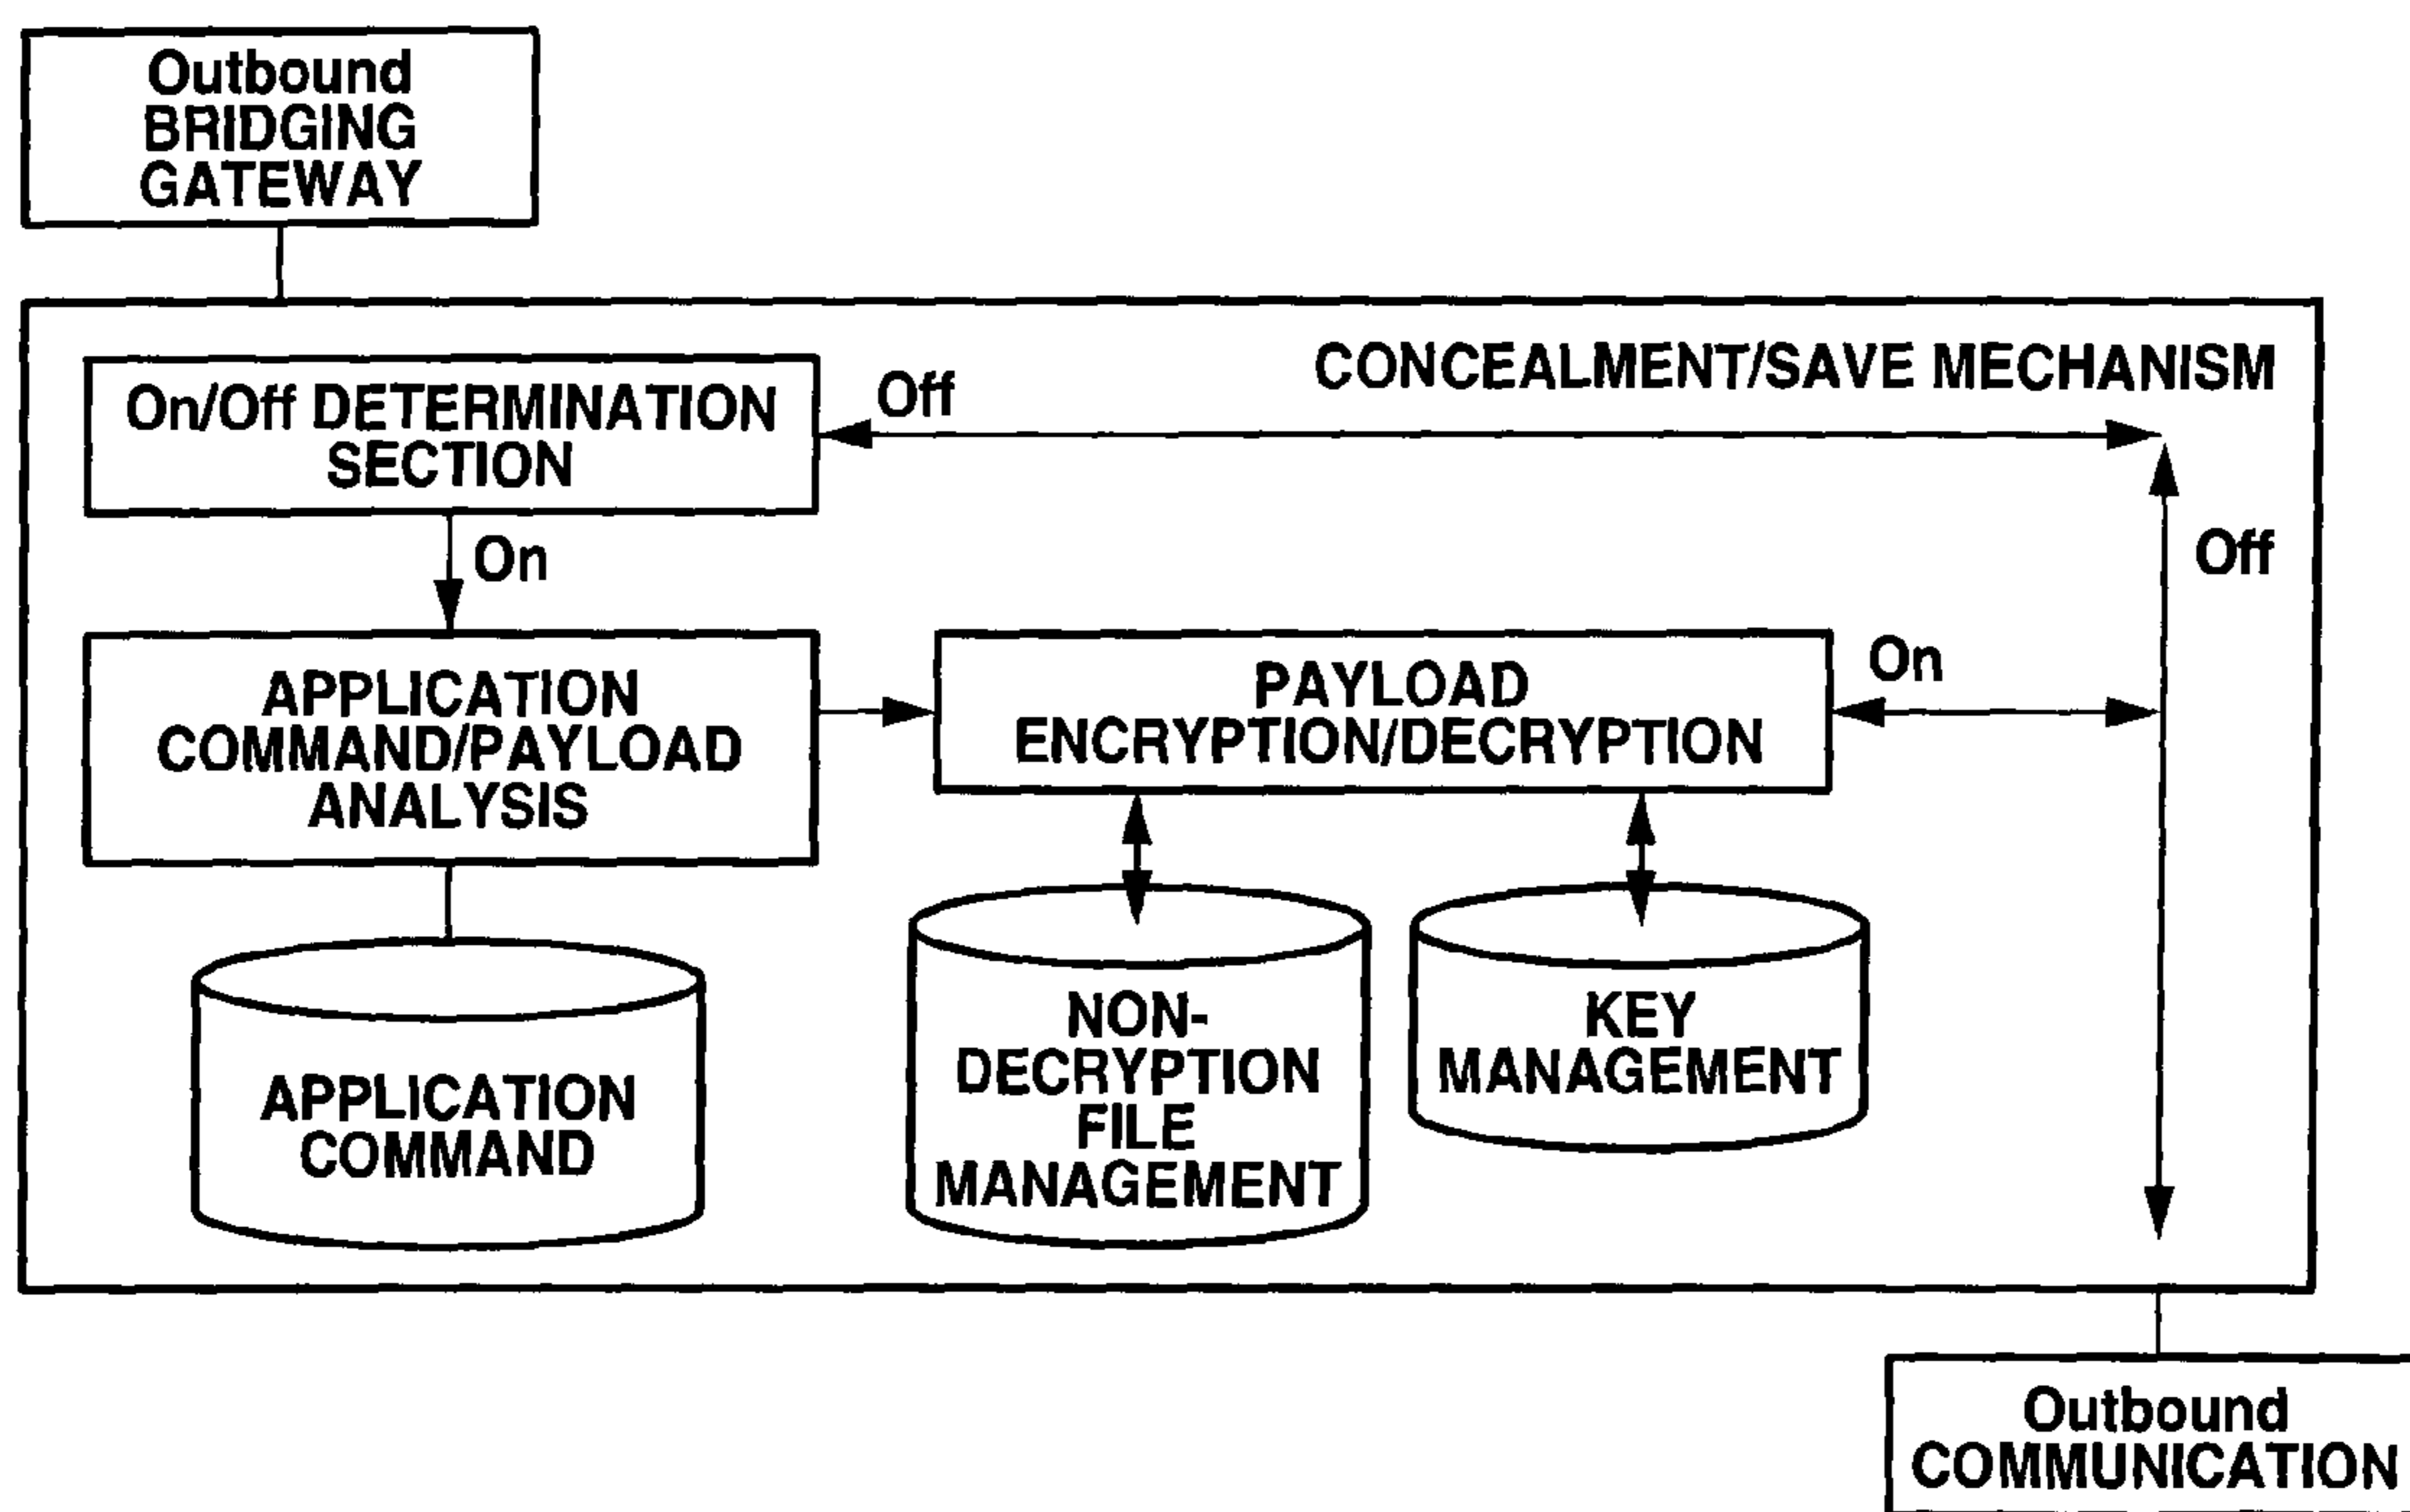 Outbound
BRIDGING
GATEWAY
CONCEALMENT/SAVE MECHANISM
On/Off DETERMINATION
SECTION
Off
On
Off
APPLICATION
COMMAND/PAYLOAD
ANALYSIS
PAYLOAD
ENCRYPTION/DECRYPTION
On
APPLICATION
COMMAND
NON-
DECRYPTION
FILE
MANAGEMENT
KEY
MANAGEMENT
Outbound
COMMUNICATION